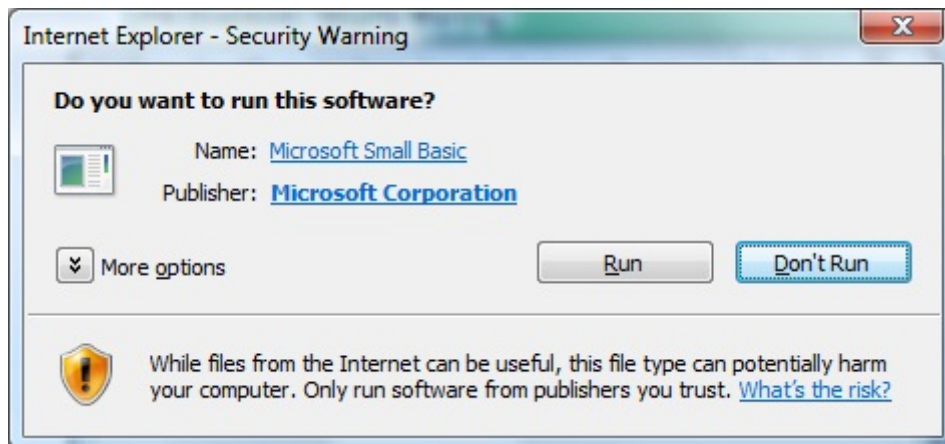 Internet Explorer - Security Warning
Do you want to run this software?
Name: Microsoft Small Basic
Publisher: Microsoft Corporation
More options
Run
Don't Run
While files from the Internet can be useful, this file type can potentially harm
your computer. Only run software from publishers you trust. What's the risk?